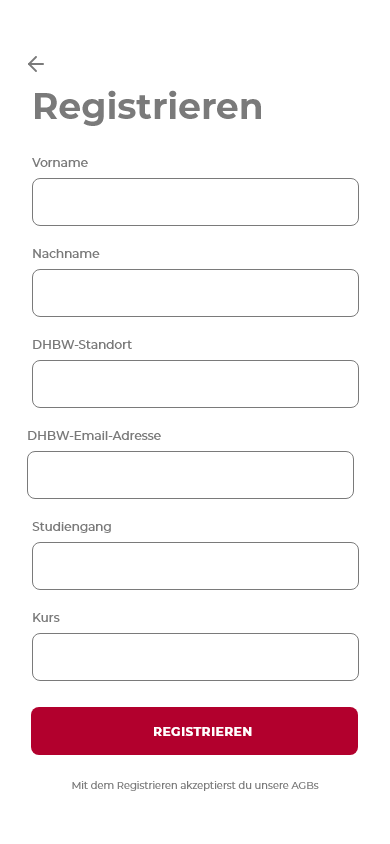 Registrieren
Vorname
Nachname
DHBW-Standort
DHBW-Email-Adresse
Studiengang
Kurs
REGISTRIEREN
Mit dem Registrieren akzeptierst du unsere AGBs